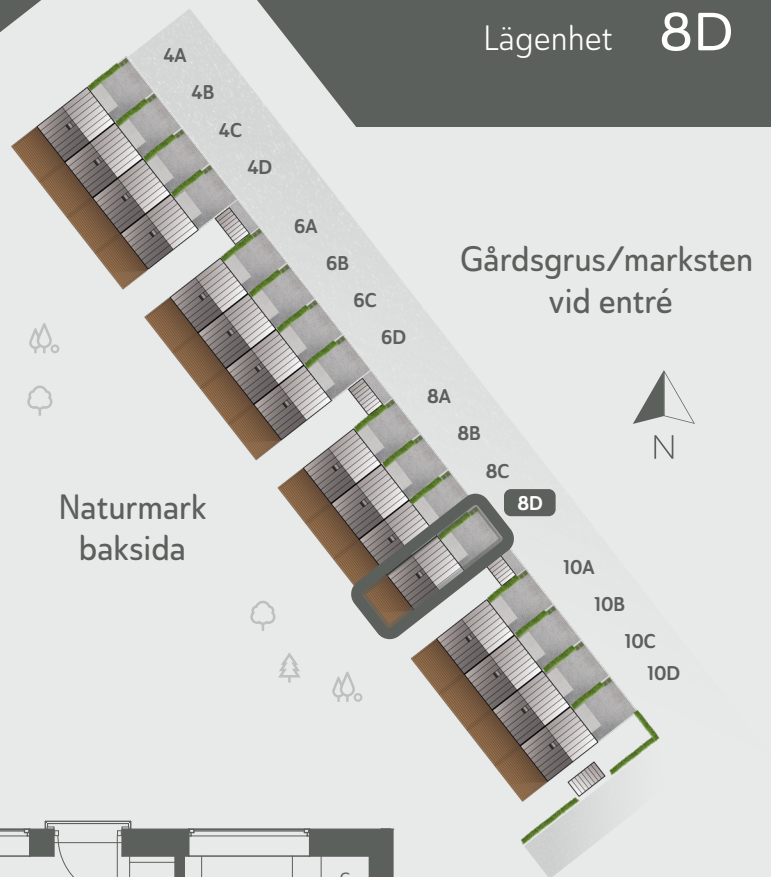 Lägenhet 8D
4A
4B
4C
4D
6A
6B
6C
6D
Gårdsgrus/marksten
vid entré
8A
8B
8C
8D
N
Naturmark
baksida
10A
10B
10C
10D